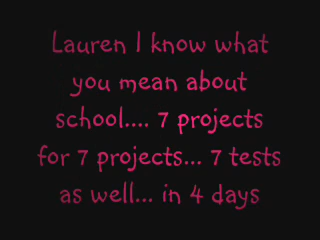 Lauren I know what
you mean about
school.... 7 projects
for 7 projects... 7 tests
as well... in 4 days